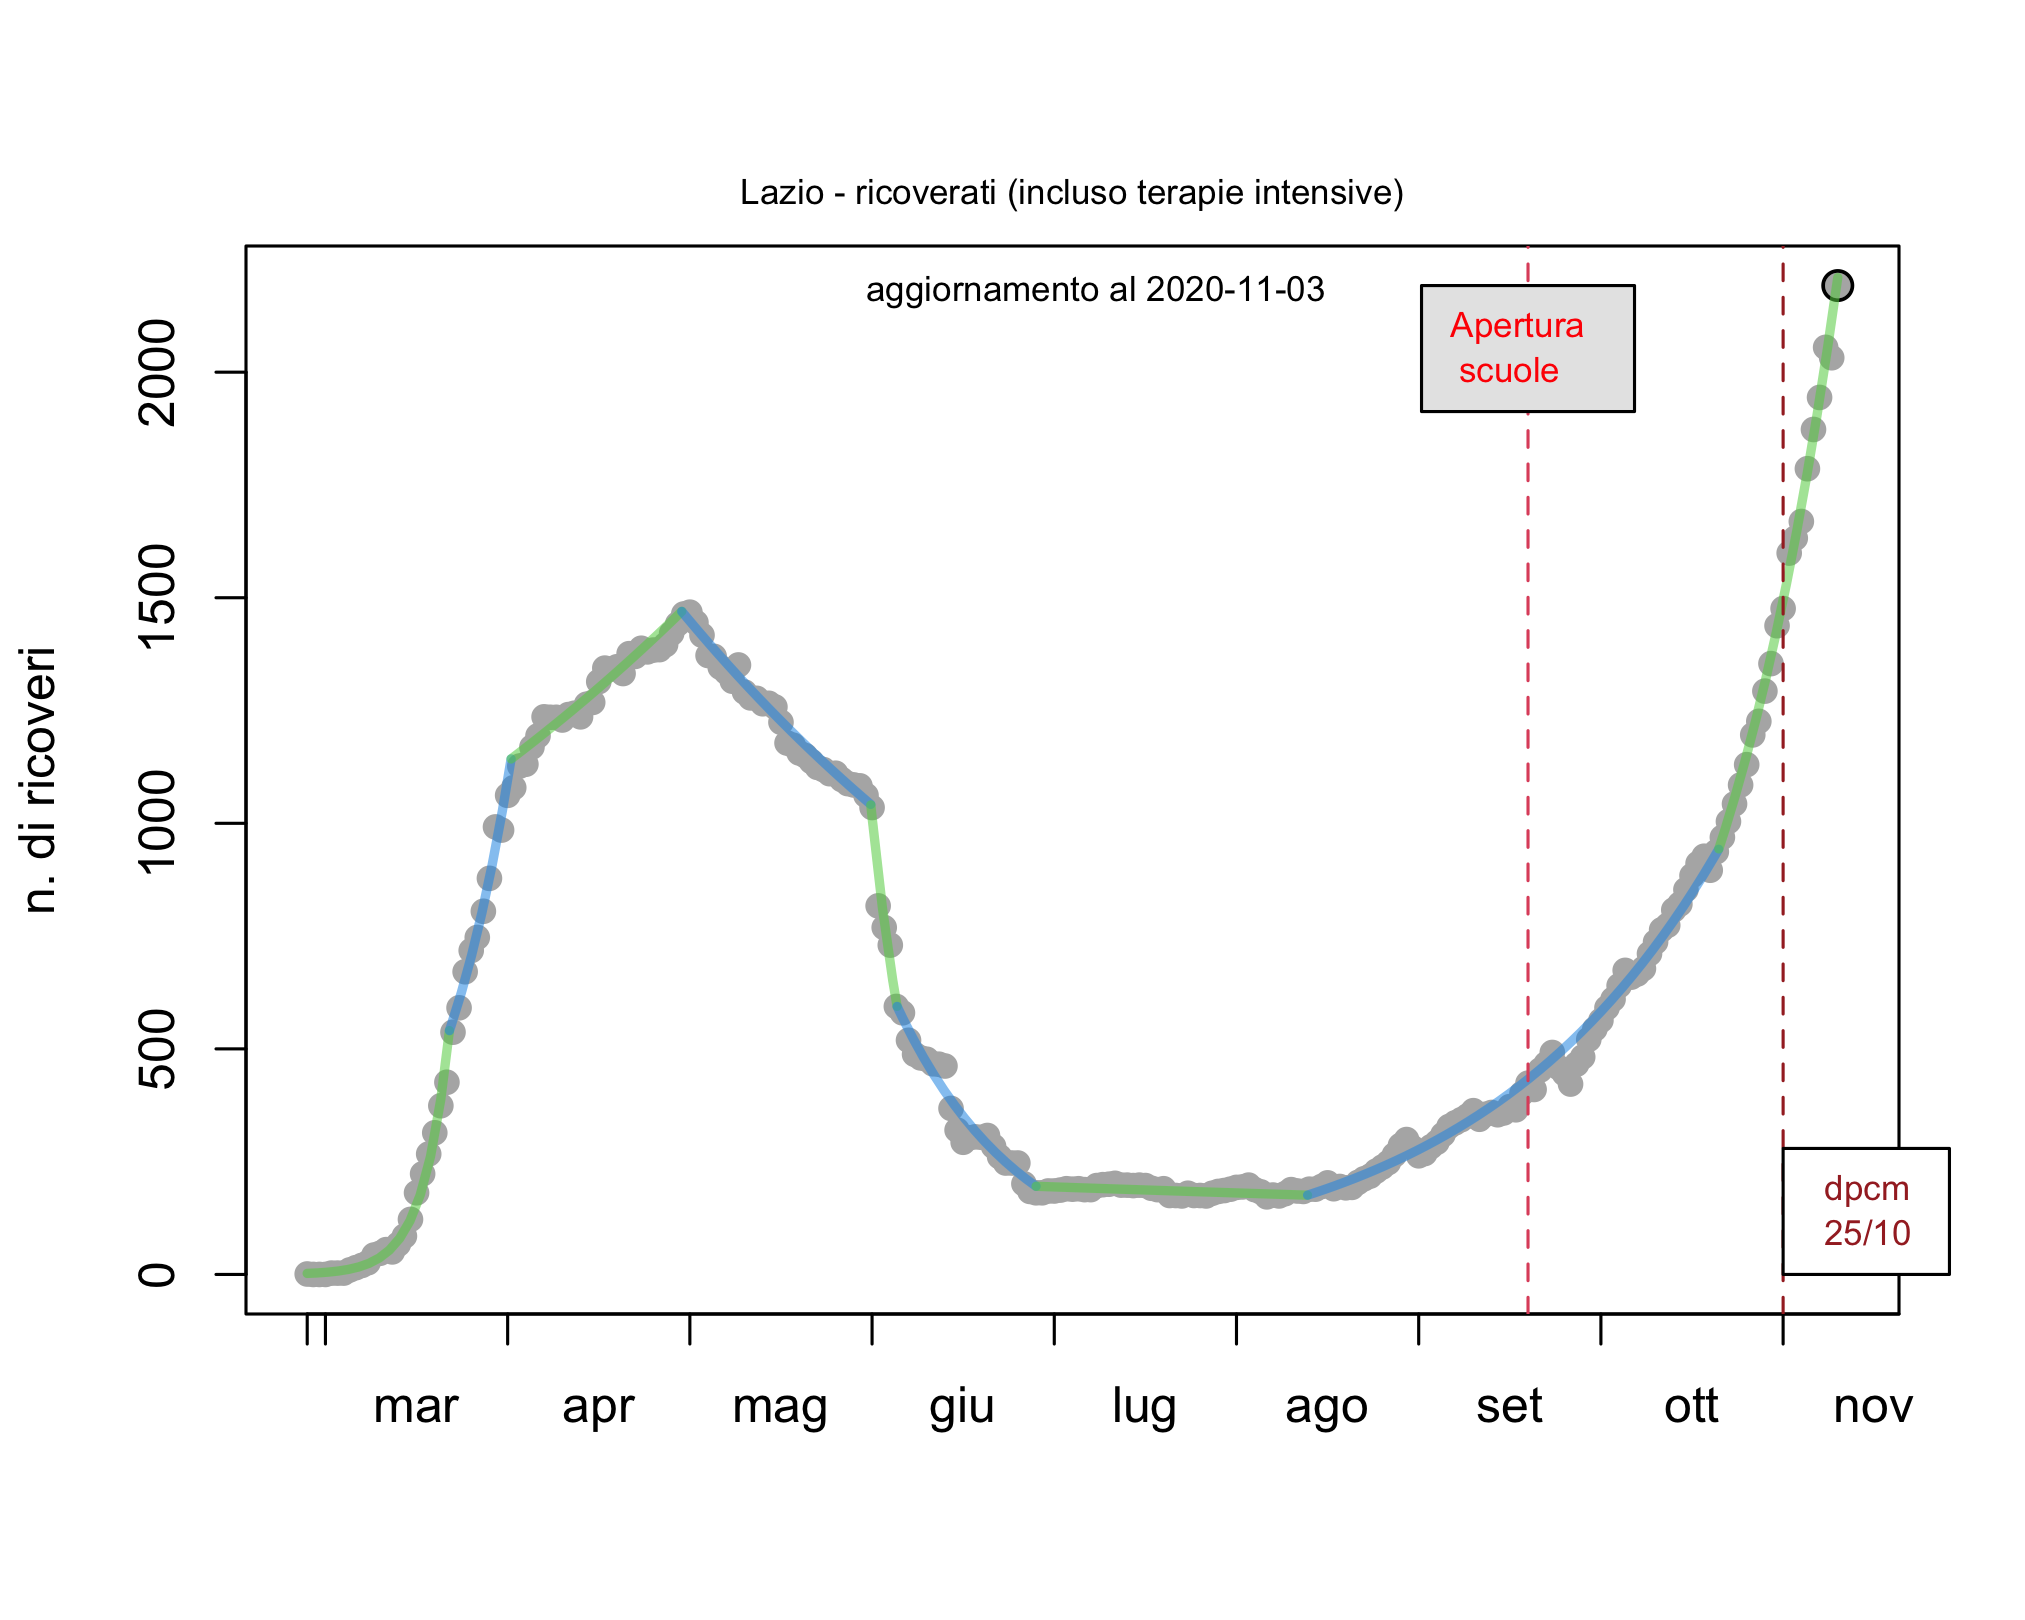 Lazio - ricoverati (incluso terapie intensive)
aggiornamento al 2020-11-03
Apertura
scuole
n. di ricoveri
2000
1500
1000
500
0
dpcm
25/10
mar apr mag giu lug ago set ott nov